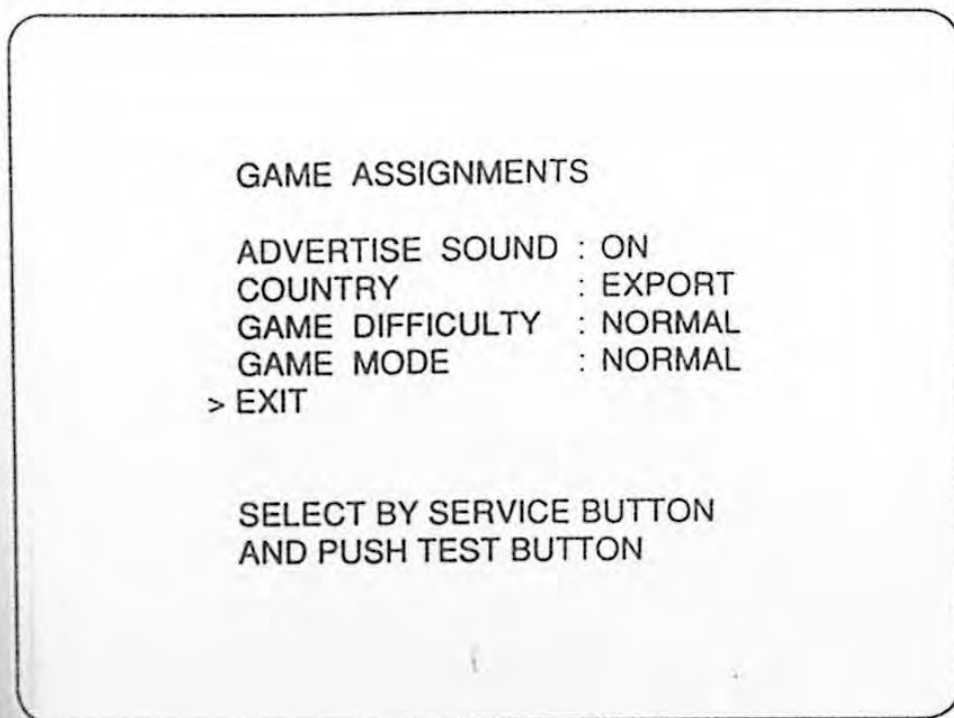 GAME ASSIGNMENTS
ADVERTISE SOUND : ON
COUNTRY : EXPORT
GAME DIFFICULTY : NORMAL
GAME MODE : NORMAL
> EXIT
SELECT BY SERVICE BUTTON
AND PUSH TEST BUTTON